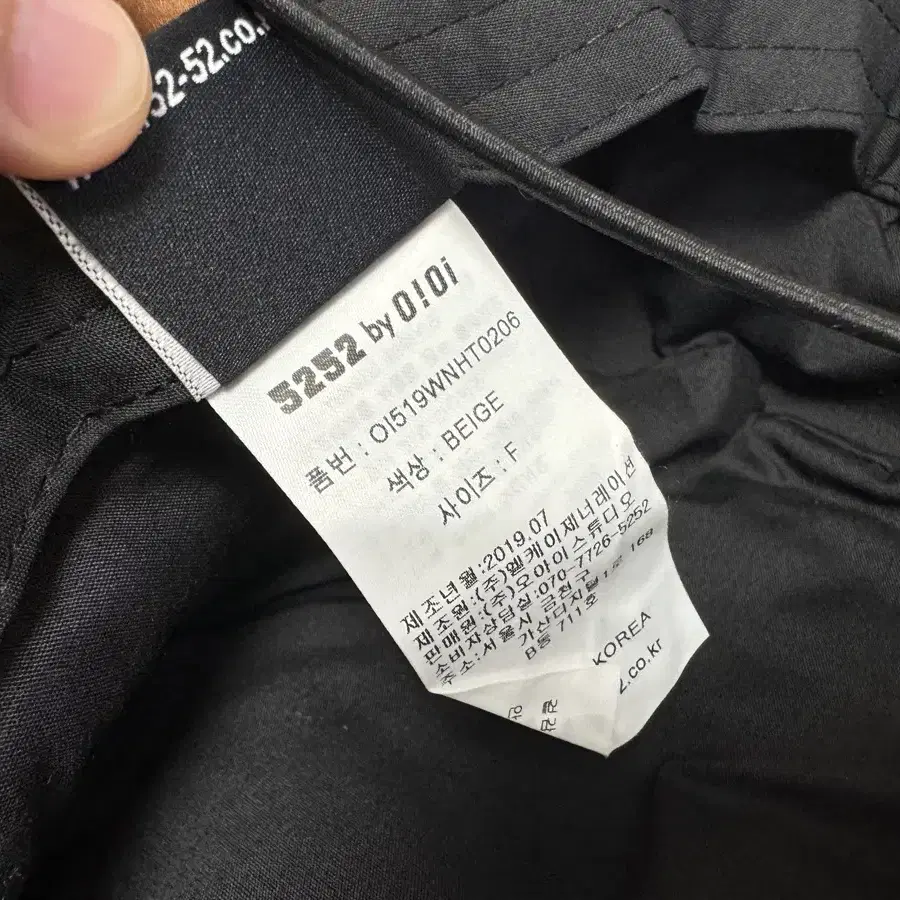 52-52.co.
5252 by O!Oi
품번 : OI519WNHT0206
색상 : BEIGE
사이즈 : F
제조년월:2019.07
제조원:(주)엘케이제너레이션
판매원:(주)오아이스튜디오
소비자상담실:070-7726-5252
주소:서울시 금천구
가산디지털1로 168
B동 711호
KOREA
2.co.kr